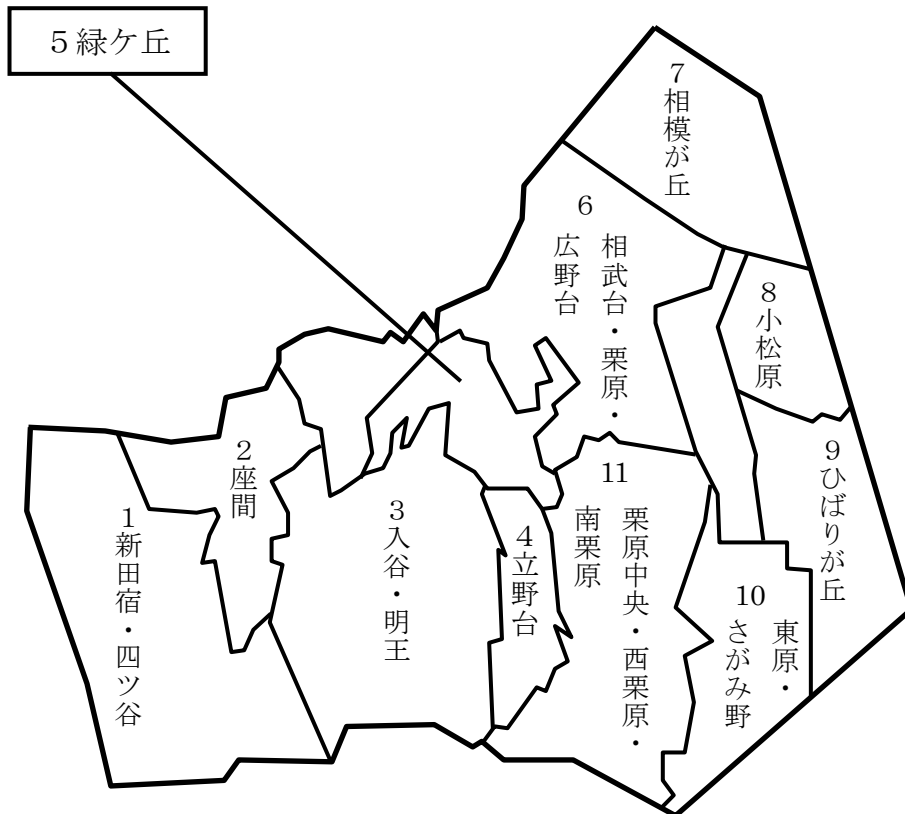 5緑ケ丘
7相模が丘
6
相武台・栗原・
広野台
8小松原
9ひばりが丘
2座間
1新田宿・四ツ谷
3入谷・明王
4立野台
11
栗原中央・西栗原・
南栗原
10
東原・
さがみ野